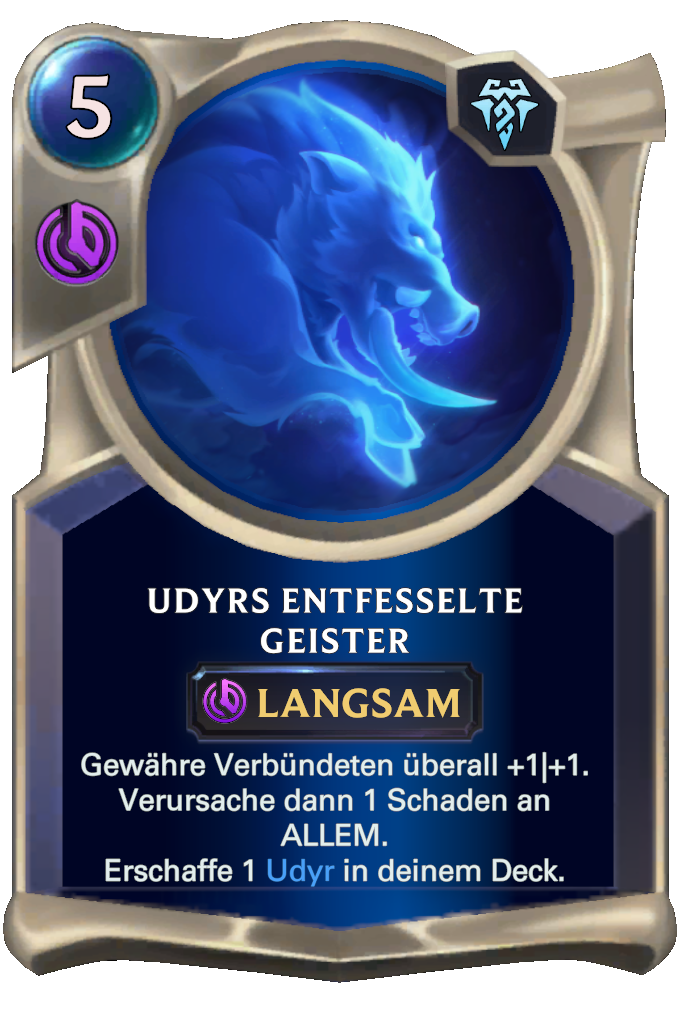 5
UDYRS ENTFESSELTE
GEISTER
LANGSAM
Gewähre Verbündeten überall +1|+1.
Verursache dann 1 Schaden an
ALLEM.
Erschaffe 1 Udyr in deinem Deck.